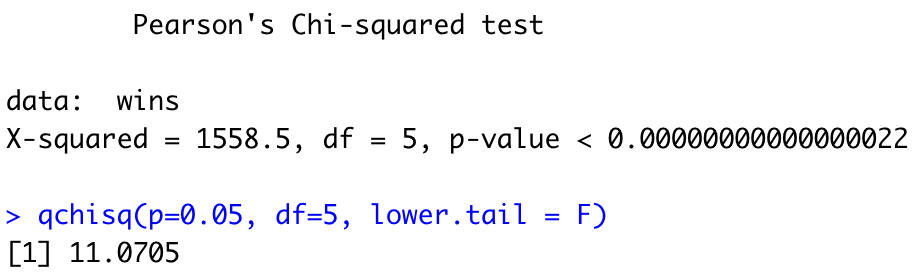 Pearson's Chi-squared test
data:  wins
X-squared = 1558.5, df = 5, p-value < 0.00000000000000022
> qchisq(p=0.05, df=5, lower.tail = F)
[1] 11.0705